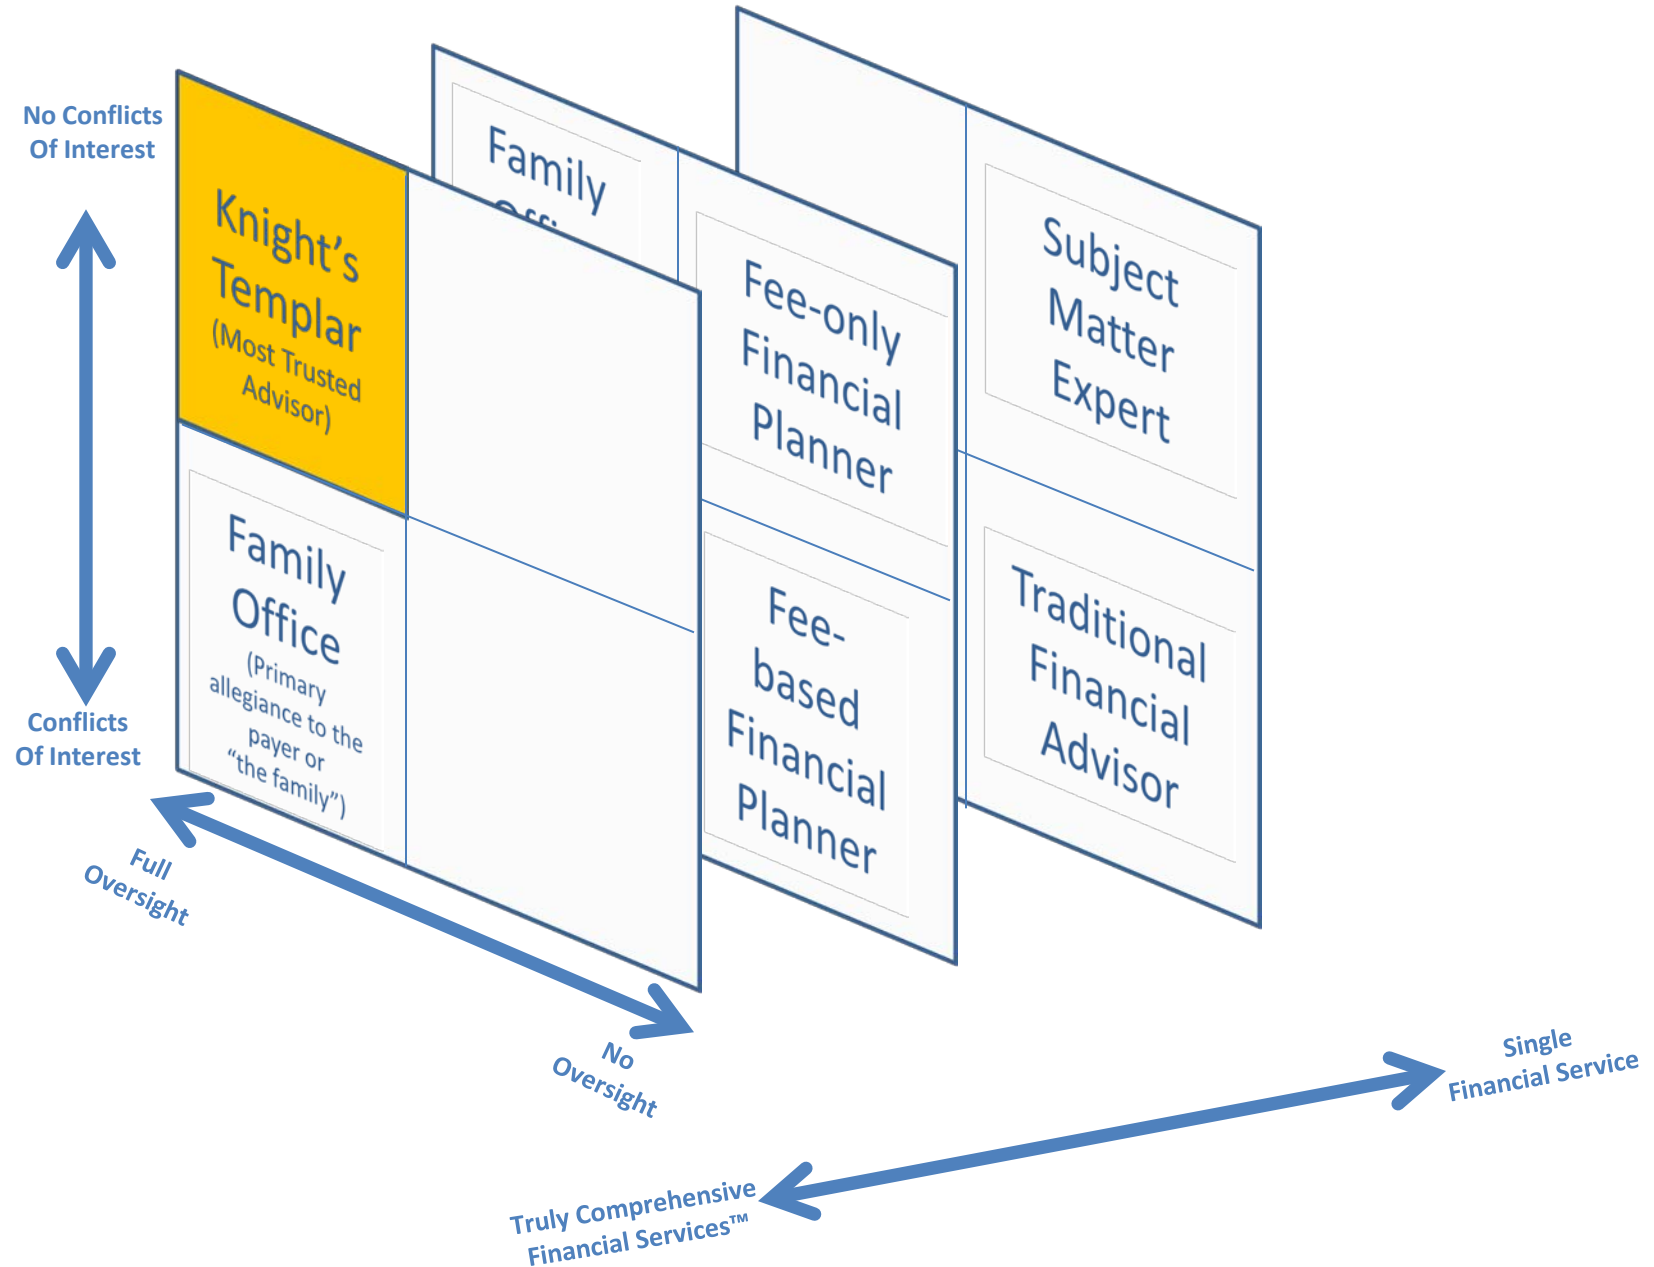 No Conflicts
Of Interest
Conflicts
Of Interest
Knight’s
Templar
(Most Trusted
Advisor)
Family
Office
(Primary
allegiance to the
payer or
“the family”)
Family
Fee-only
Financial
Planner
Fee-
based
Financial
Planner
Subject
Matter
Expert
Traditional
Financial
Advisor
Full
Oversight
No
Oversight
Single
Financial Service
Truly Comprehensive
Financial Services™